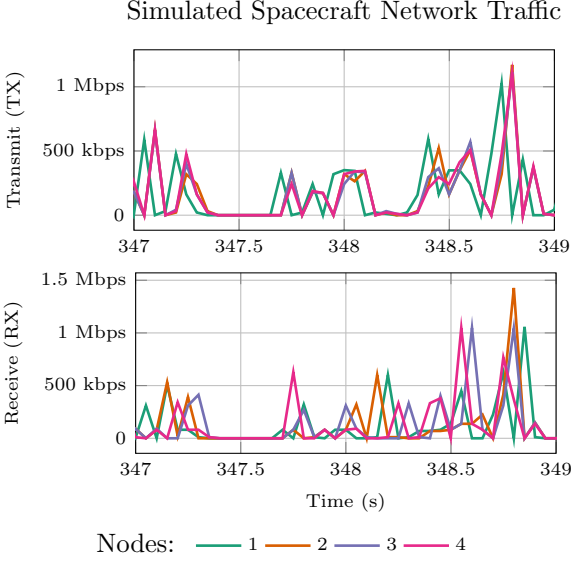 Simulated Spacecraft Network Traffic
Transmit (TX)
1 Mbps
500 kbps
0
347 347.5 348 348.5 349
Receive (RX)
1.5 Mbps
1 Mbps
500 kbps
0
347 347.5 348 348.5 349
Time (s)
Nodes: 1 2 3 4